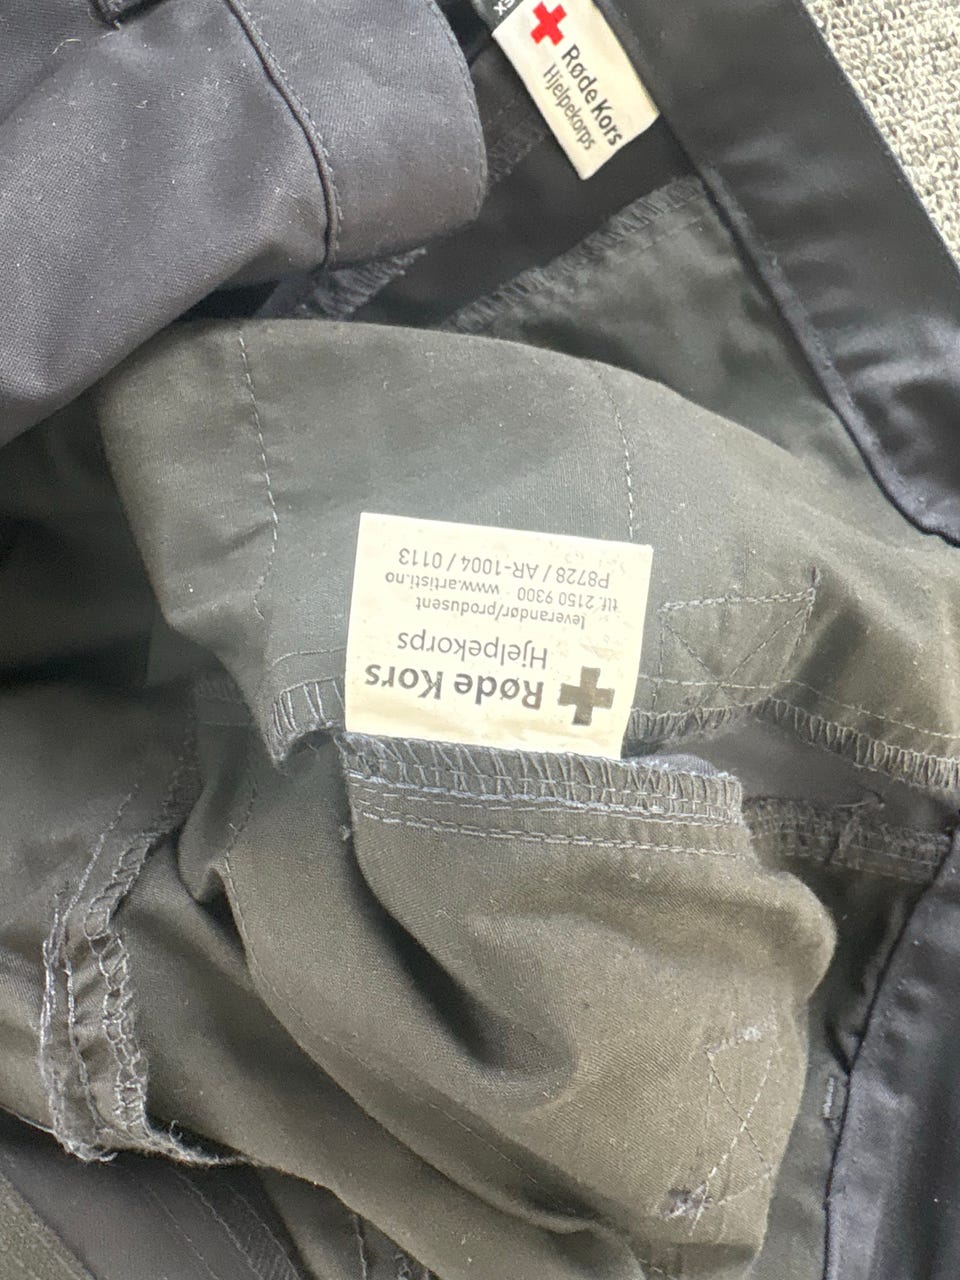 Røde Kors
Hjelpekorps
Røde Kors
Hjelpekorps
leverandør/produsent
tlf. 2150 9300 - www.artisti.no
P8728 / AR-1004 / 0113